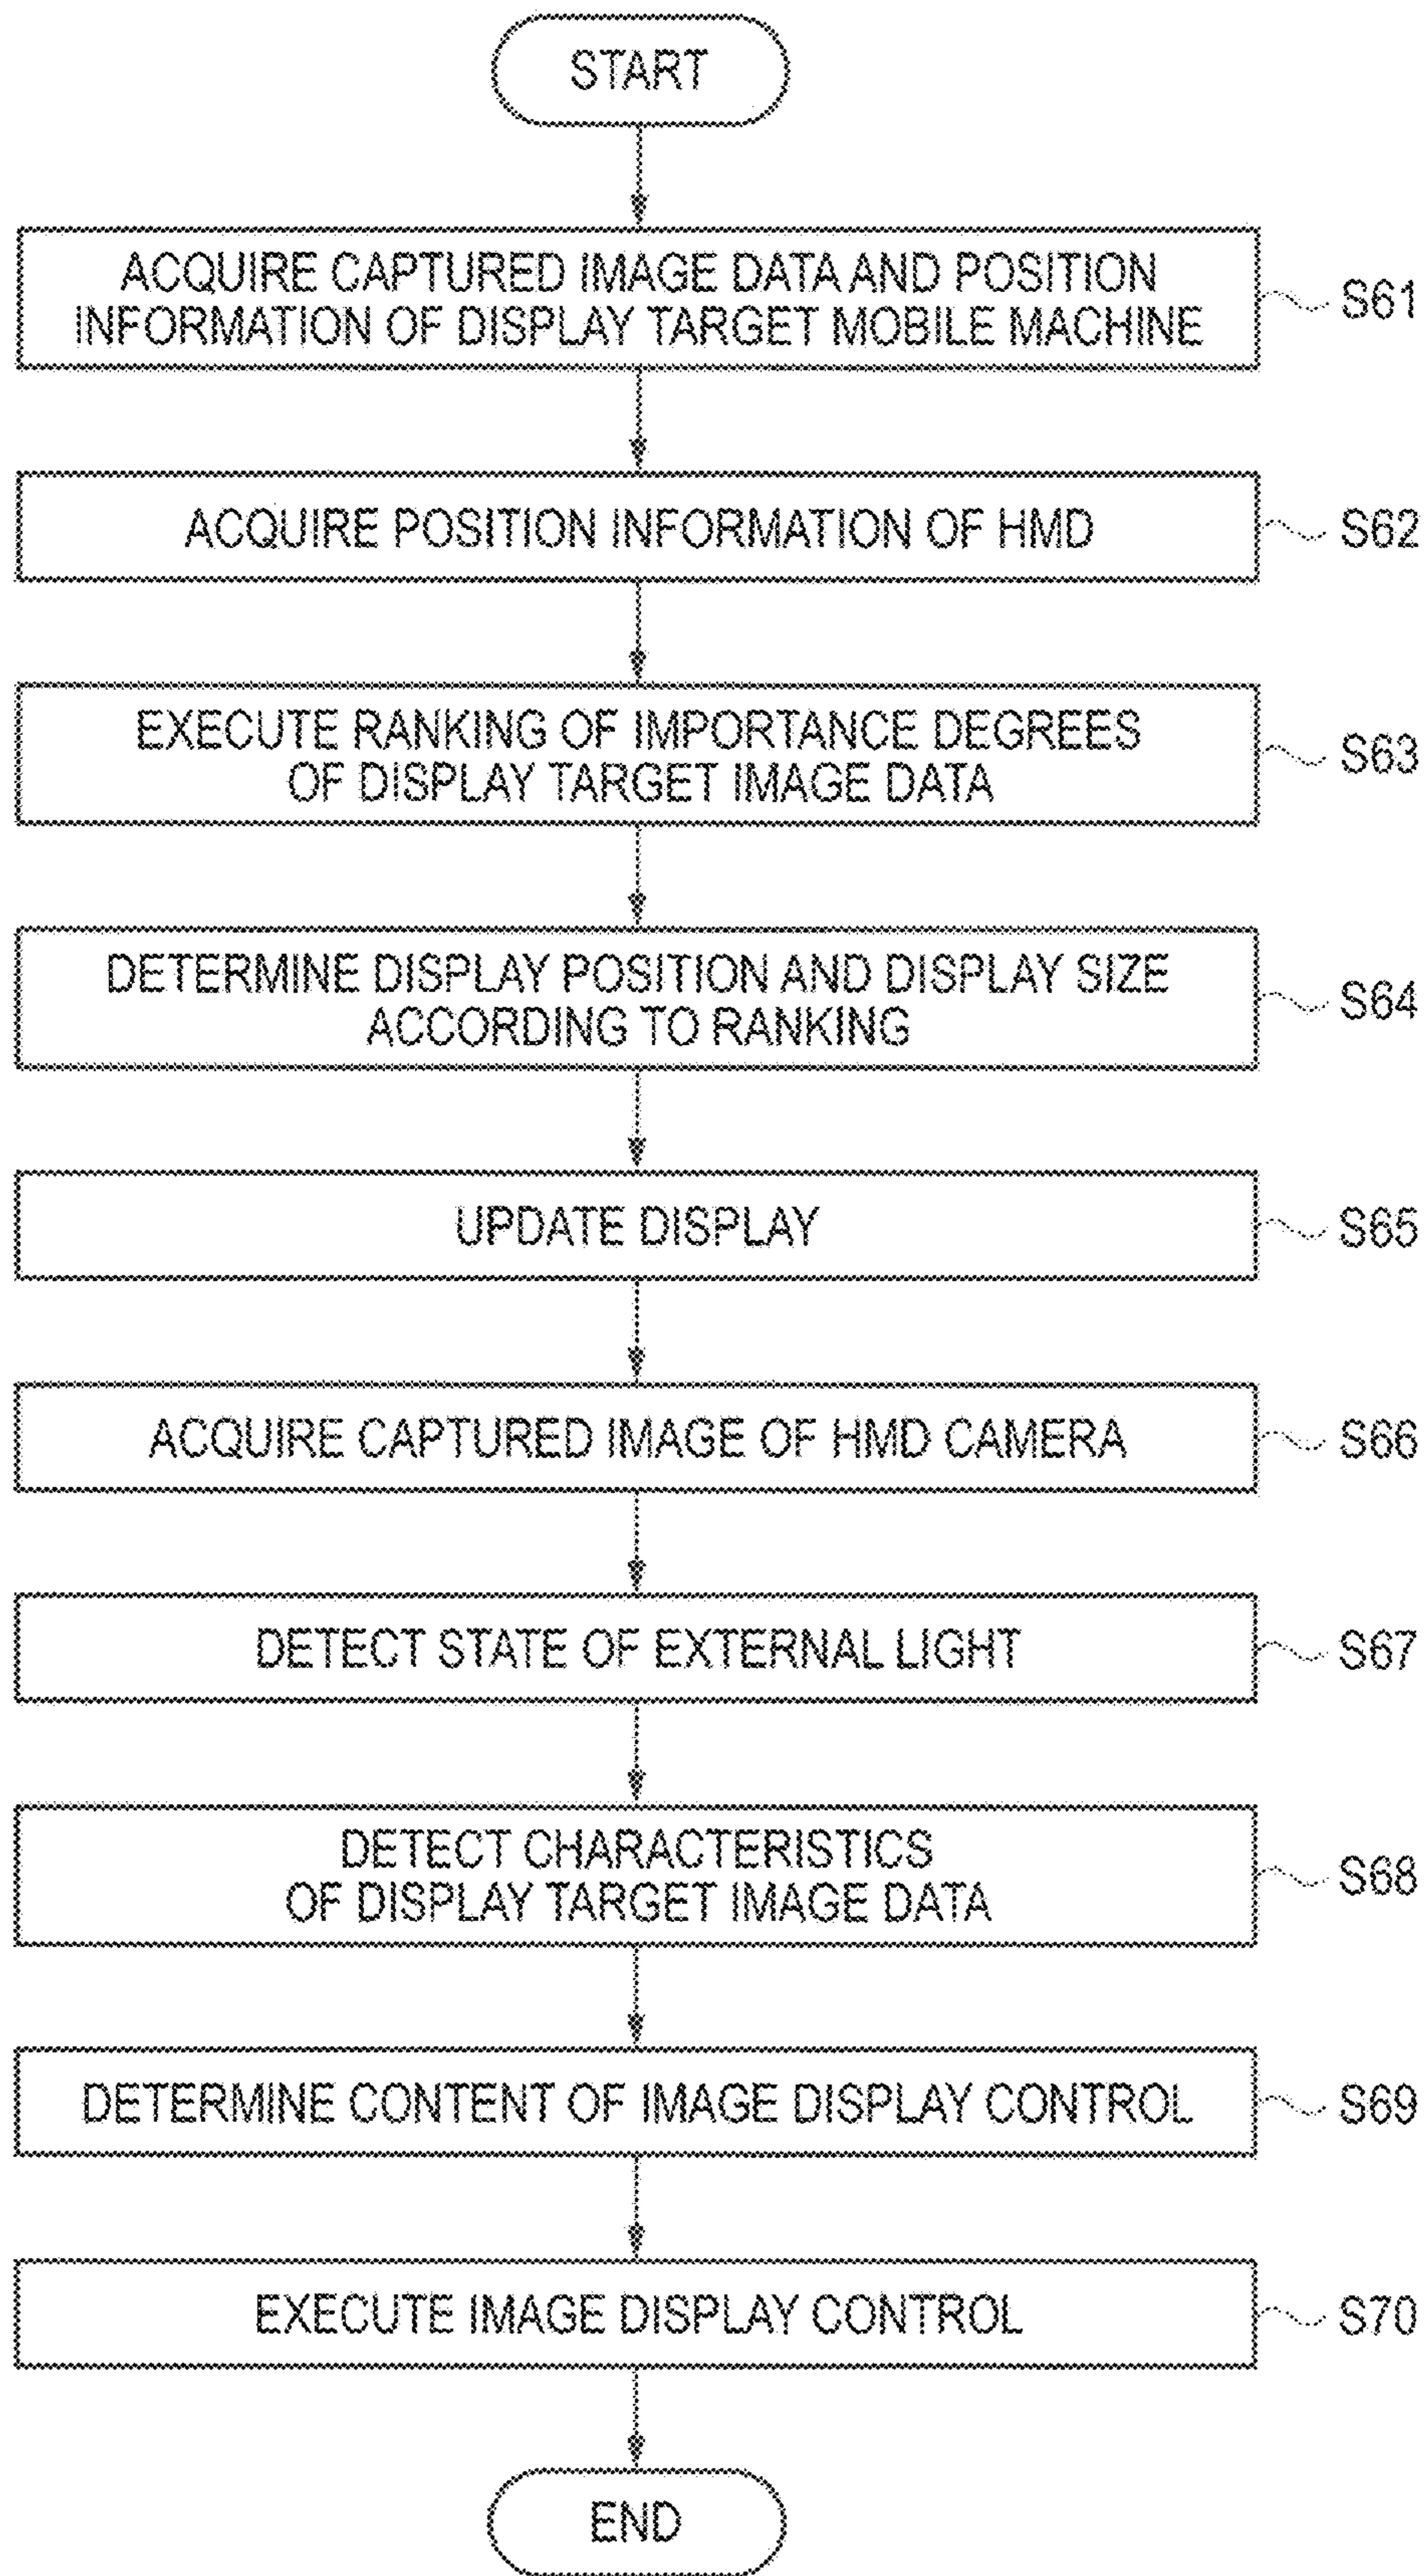 START
ACQUIRE CAPTURED IMAGE DATA AND POSITION
INFORMATION OF DISPLAY TARGET MOBILE MACHINE
S61
ACQUIRE POSITION INFORMATION OF HMD
S62
EXECUTE RANKING OF IMPORTANCE DEGREES
OF DISPLAY TARGET IMAGE DATA
S63
DETERMINE DISPLAY POSITION AND DISPLAY SIZE
ACCORDING TO RANKING
S64
UPDATE DISPLAY
S65
ACQUIRE CAPTURED IMAGE OF HMD CAMERA
S66
DETECT STATE OF EXTERNAL LIGHT
S67
DETECT CHARACTERISTICS
OF DISPLAY TARGET IMAGE DATA
S68
DETERMINE CONTENT OF IMAGE DISPLAY CONTROL
S69
EXECUTE IMAGE DISPLAY CONTROL
S70
END